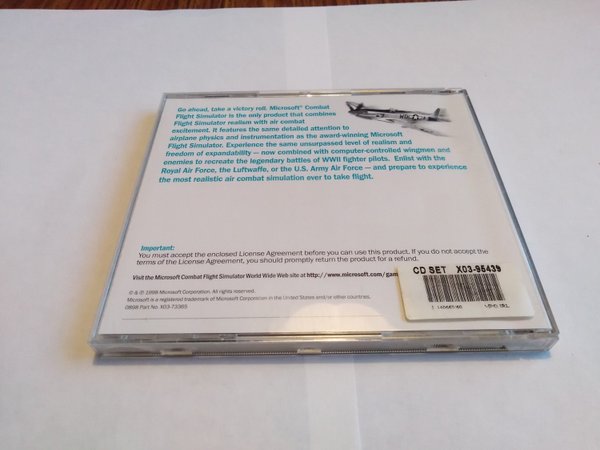 Go ahead, take a victory roll. Microsoft® Combat
Flight Simulator is the only product that combines
Flight Simulator realism with air combat
excitement. It features the same detailed attention to
airplane physics and instrumentation as the award-winning Microsoft
Flight Simulator. Experience the same unsurpassed level of realism and
freedom of expandability — now combined with computer-controlled wingmen and
enemies to recreate the legendary battles of WWII fighter pilots. Enlist with the
Royal Air Force, the Luftwaffe, or the U.S. Army Air Force — and prepare to experience
the most realistic air combat simulation ever to take flight.
Important:
You must accept the enclosed License Agreement before you can use this product. If you do not accept the
terms of the License Agreement, you should promptly return the product for a refund.
Visit the Microsoft Combat Flight Simulator World Wide Web site at http://www.microsoft.com/gam
CD SET X03-95439
© & ℗ 1998 Microsoft Corporation. All rights reserved.
Microsoft is a registered trademark of Microsoft Corporation in the United States and/or other countries.
0898 Part No. X03-73365